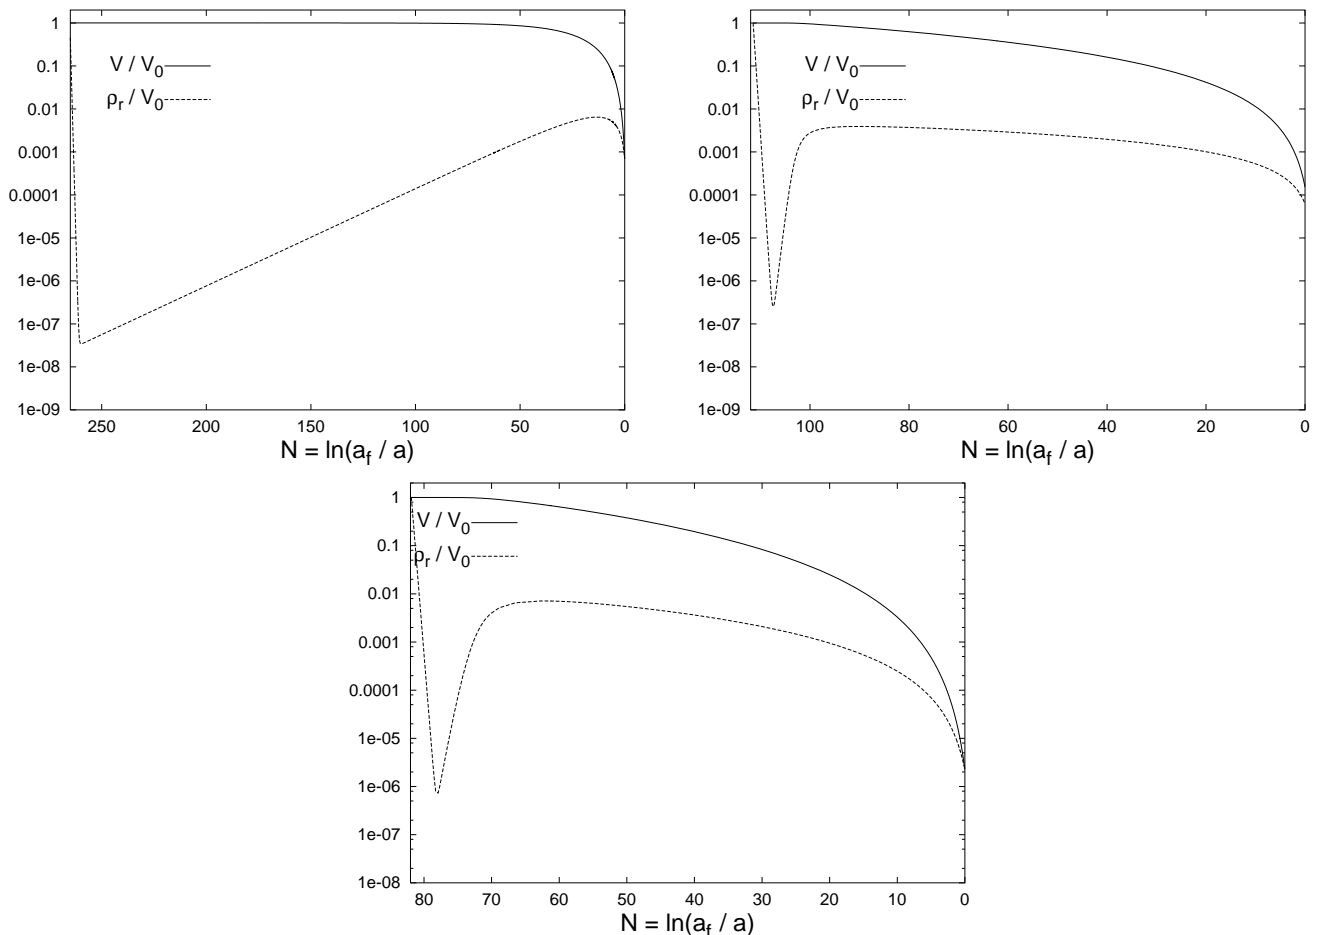 1
0.1
0.01
0.001
0.0001
1e-05
1e-06
1e-07
1e-08
1e-09
V / V₀
ρᵣ / V₀
250 200 150 100 50 0
N = ln(a_f / a)
1
0.1
0.01
0.001
0.0001
1e-05
1e-06
1e-07
1e-08
1e-09
V / V₀
ρᵣ / V₀
100 80 60 40 20 0
N = ln(a_f / a)
1
0.1
0.01
0.001
0.0001
1e-05
1e-06
1e-07
1e-08
V / V₀
ρᵣ / V₀
80 70 60 50 40 30 20 10 0
N = ln(a_f / a)